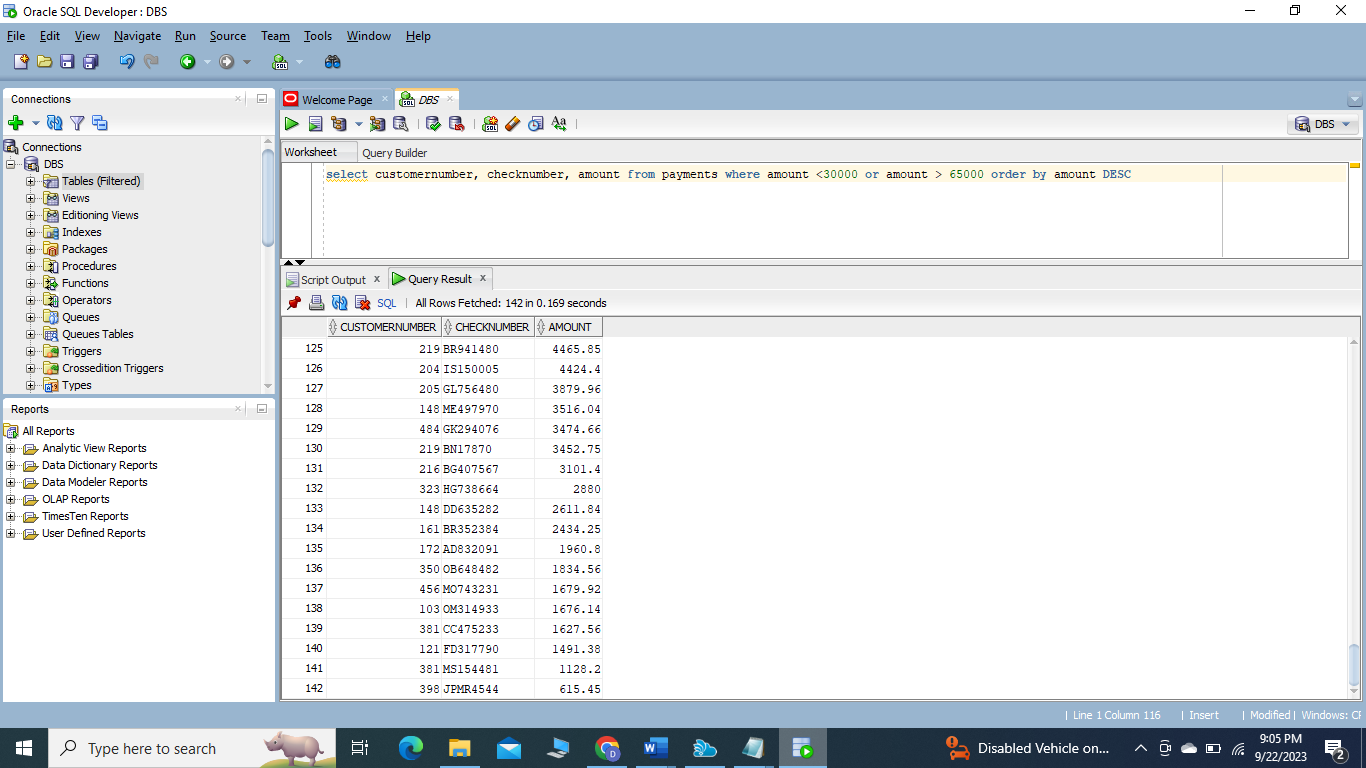 Oracle SQL Developer : DBS
File Edit View Navigate Run Source Team Tools Window Help
Connections
Connections
DBS
Tables (Filtered)
Views
Editioning Views
Indexes
Packages
Procedures
Functions
Operators
Queues
Queues Tables
Triggers
Crossedition Triggers
Types
Reports
All Reports
Analytic View Reports
Data Dictionary Reports
Data Modeler Reports
OLAP Reports
TimesTen Reports
User Defined Reports
Welcome Page DBS
DBS
Worksheet Query Builder
select customernumber, checknumber, amount from payments where amount <30000 or amount > 65000 order by amount DESC
Script Output x Query Result x
SQL | All Rows Fetched: 142 in 0.169 seconds
CUSTOMERNUMBER CHECKNUMBER AMOUNT
125 219 BR941480 4465.85
126 204 IS150005 4424.4
127 205 GL756480 3879.96
128 148 ME497970 3516.04
129 484 GK294076 3474.66
130 219 BN17870 3452.75
131 216 BG407567 3101.4
132 323 HG738664 2880
133 148 DD635282 2611.84
134 161 BR352384 2434.25
135 172 AD832091 1960.8
136 350 OB648482 1834.56
137 456 MO743231 1679.92
138 103 OM314933 1676.14
139 381 CC475233 1627.56
140 121 FD317790 1491.38
141 381 MS154481 1128.2
142 398 JPMR4544 615.45
| Line 1 Column 116 | Insert | Modified | Windows: CF
Type here to search
Disabled Vehicle on...
9:05 PM
9/22/2023
2